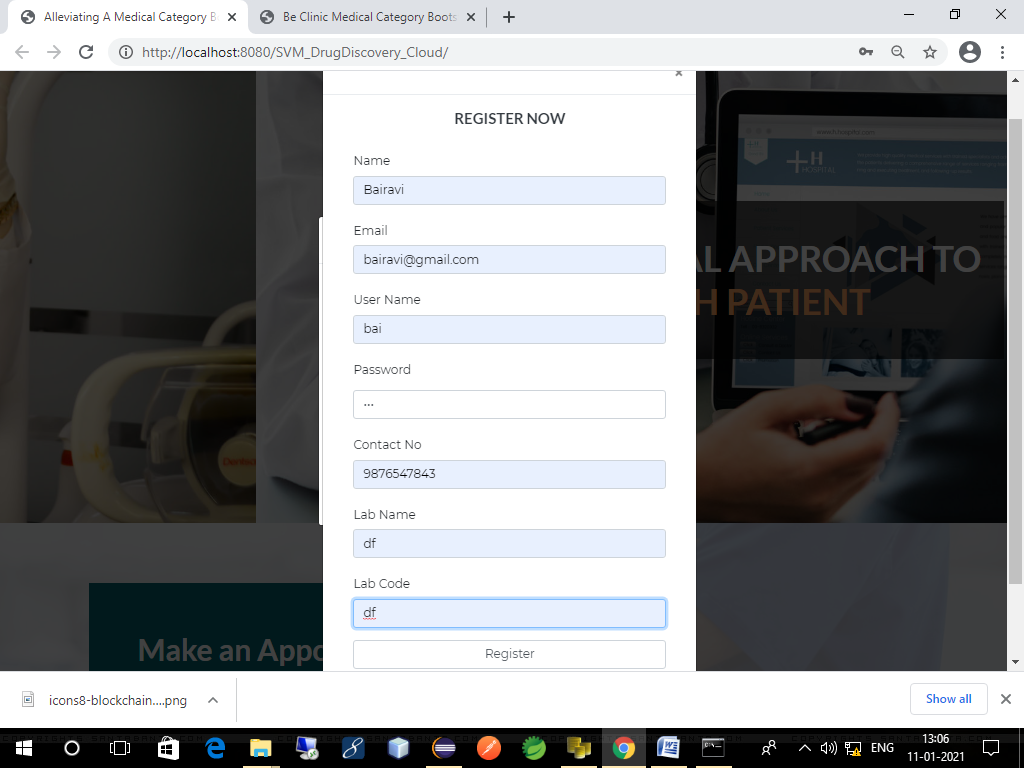 Alleviating A Medical Category B
Be Clinic Medical Category Boots
http://localhost:8080/SVM_DrugDiscovery_Cloud/
REGISTER NOW
Name
Bairavi
Email
bairavi@gmail.com
User Name
bai
Password
•••
Contact No
9876547843
Lab Name
df
Lab Code
df
Register
H
HOSPITAL
AL APPROACH TO
H PATIENT
Make an Appo
icons8-blockchain....png
Show all
ENG
13:06
11-01-2021